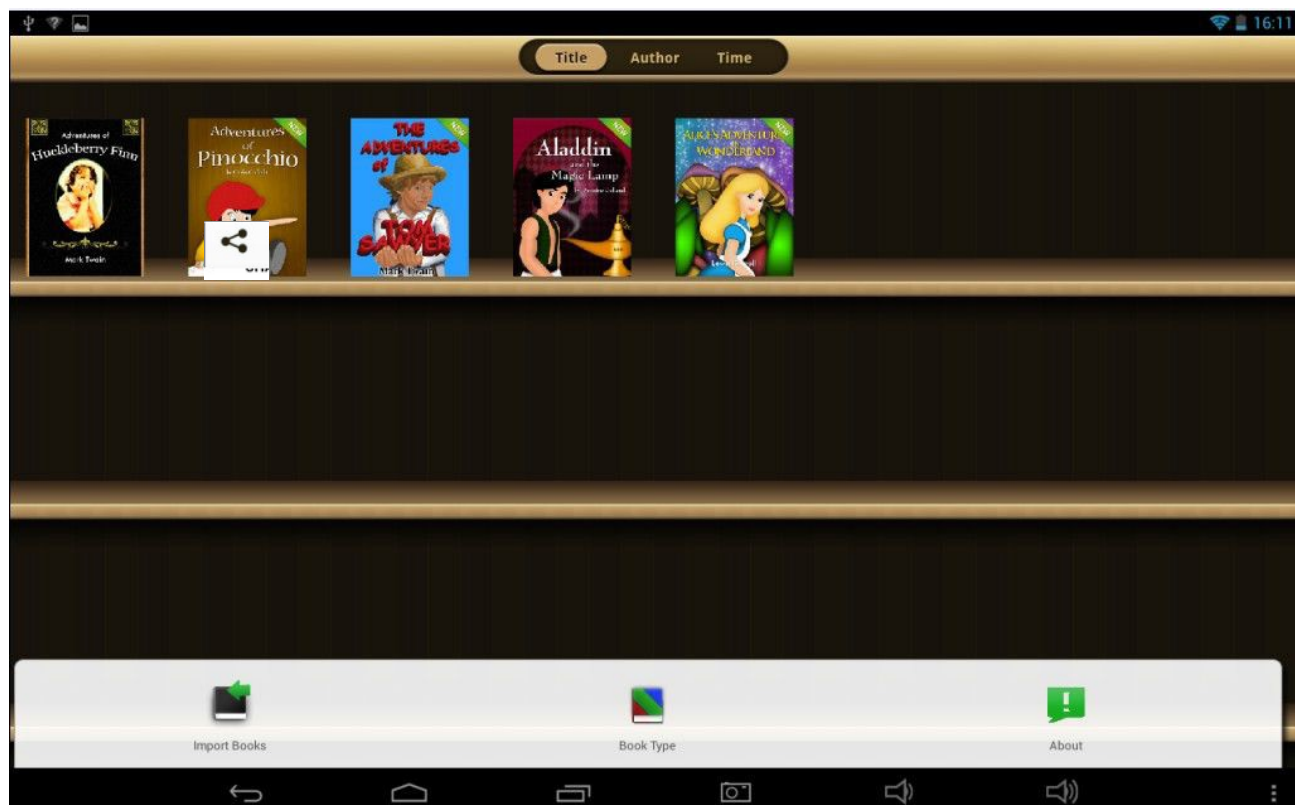 16:11
Title Author Time
Adventures of
Huckleberry Finn
Mark Twain
NEW
Adventures
of
Pinocchio
NEW
THE
ADVENTURES
of
TOM
SAWYER
Mark Twain
NEW
Aladdin
and the
Magic Lamp
NEW
ALICE'S ADVENTURES
WONDERLAND
Import Books Book Type About